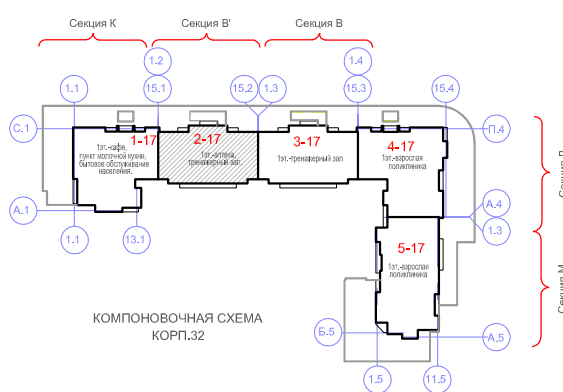 Секция К
Секция В'
Секция В
1.2
1.4
1.1
15.1
15.2
1.3
15.3
15.4
С.1
П.4
1-17
2-17
3-17
4-17
1эт.-кафе,
пункт молочной кухни,
бытовое обслуживание
населения.
1эт.-аптека,
тренажерный зал.
1эт.-тренажерный зал
1эт.-взрослая
поликлиника
А.1
А.4
1.1
13.1
1.3
5-17
1эт.-взрослая
поликлиника
Секция М
КОМПОНОВОЧНАЯ СХЕМА
КОРП.32
Б.5
А.5
1.5
11.5